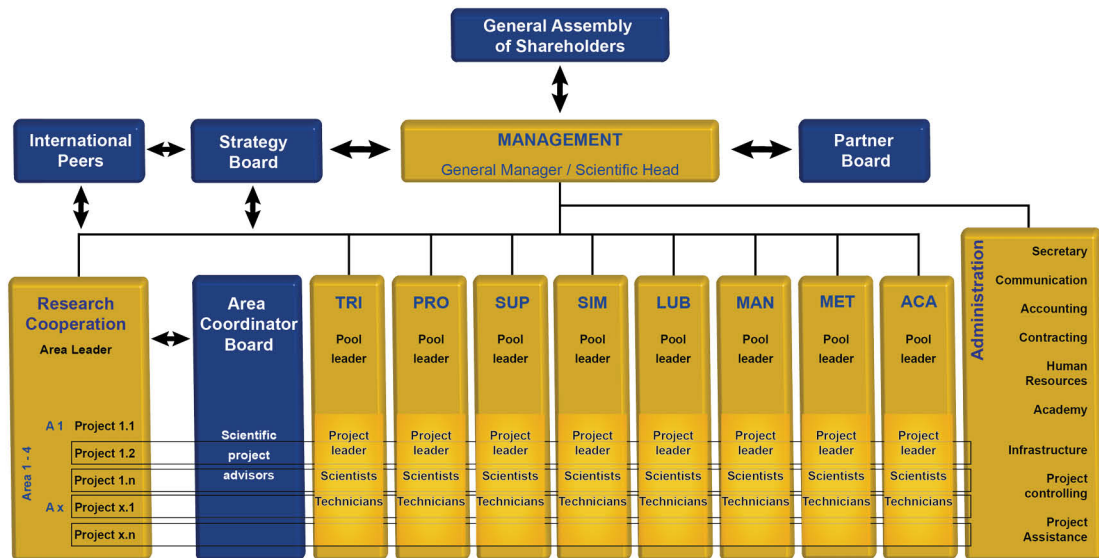 General Assembly
of Shareholders
International
Peers
Strategy
Board
MANAGEMENT
General Manager / Scientific Head
Partner
Board
Research
Cooperation
Area Leader
Area 1 - 4
A 1 Project 1.1
Project 1.2
Project 1.n
A x Project x.1
Project x.n
Area
Coordinator
Board
Scientific
project
advisors
TRI
Pool
leader
Project
leader
Scientists
Technicians
PRO
Pool
leader
Project
leader
Scientists
Technicians
SUP
Pool
leader
Project
leader
Scientists
Technicians
SIM
Pool
leader
Project
leader
Scientists
Technicians
LUB
Pool
leader
Project
leader
Scientists
Technicians
MAN
Pool
leader
Project
leader
Scientists
Technicians
MET
Pool
leader
Project
leader
Scientists
Technicians
ACA
Pool
leader
Project
leader
Scientists
Technicians
Administration
Secretary
Communication
Accounting
Contracting
Human
Resources
Academy
Infrastructure
Project
controlling
Project
Assistance